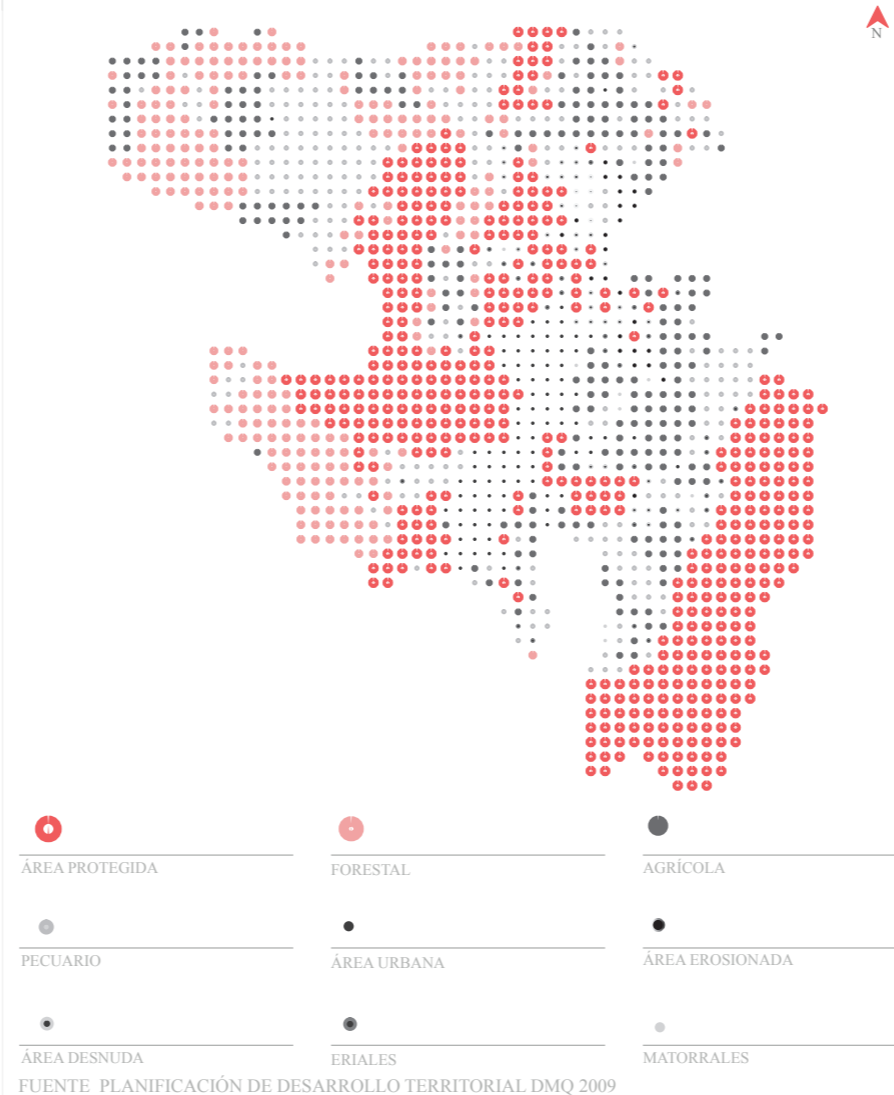 N
ÁREA PROTEGIDA
FORESTAL
AGRÍCOLA
PECUARIO
ÁREA URBANA
ÁREA EROSIONADA
ÁREA DESNUDA
ERIALES
MATORRALES
FUENTE PLANIFICACIÓN DE DESARROLLO TERRITORIAL DMQ 2009